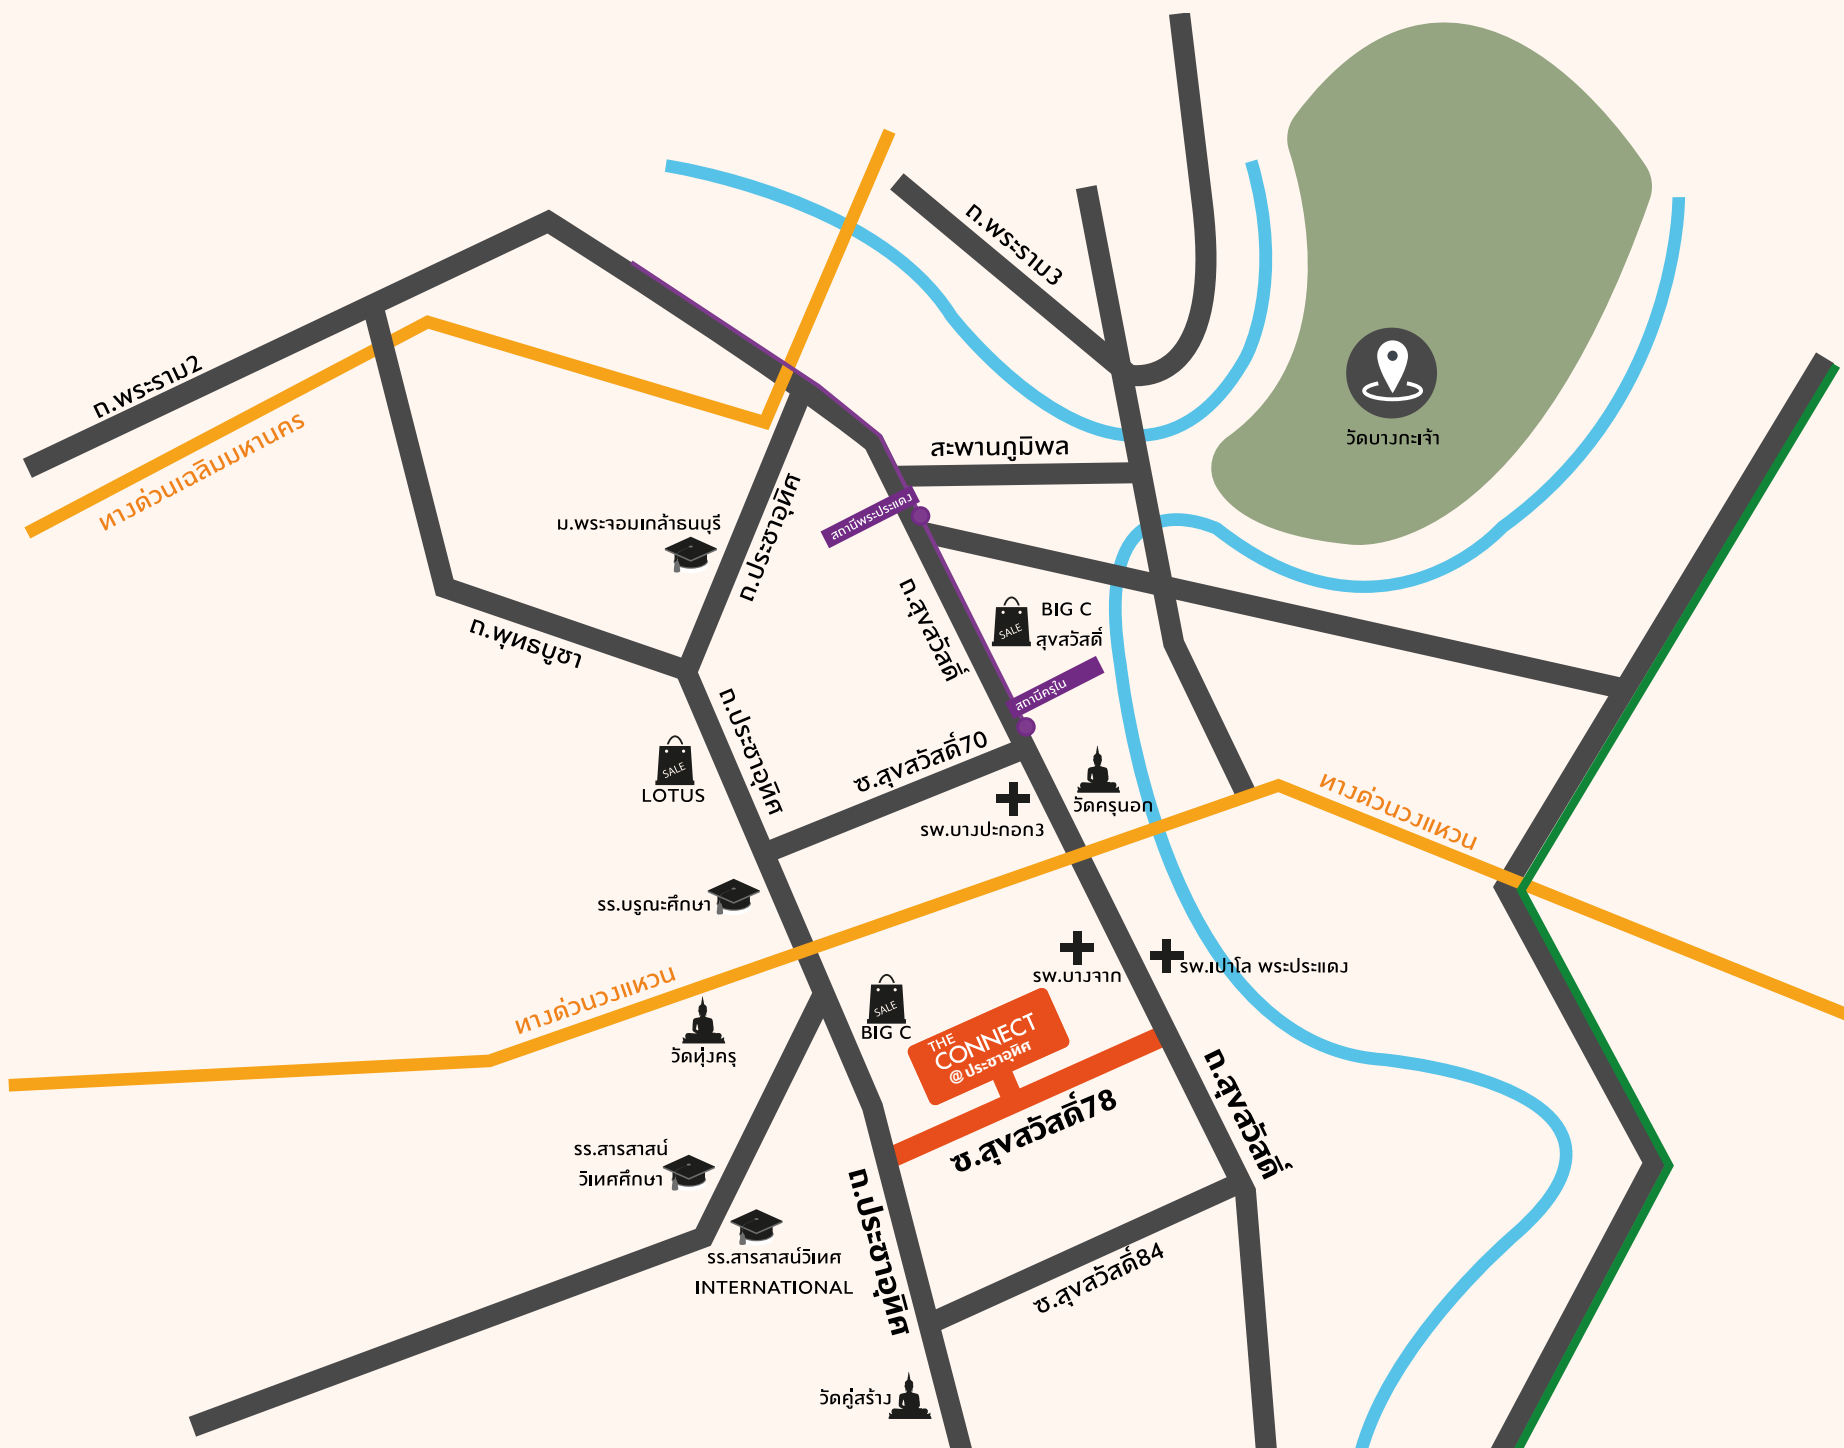 ถ.พระราม3
ถ.พระราม2
ทางด่วนเฉลิมมหานคร
วัดบางกะเจ้า
สะพานภูมิพล
สถานีพระประแดง
ม.พระจอมเกล้าธนบุรี
ถ.ประชาอุทิศ
ถ.สุขสวัสดิ์
SALE
BIG C
สุขสวัสดิ์
ถ.พุทธบูชา
สถานีครุใน
ถ.ประชาอุทิศ
ซ.สุขสวัสดิ์70
SALE
LOTUS
วัดครุนอก
รพ.บางปะกอก3
ทางด่วนวงแหวน
รร.บูรณะศึกษา
รพ.บางจาก
รพ.เปาโล พระประแดง
ทางด่วนวงแหวน
SALE
BIG C
วัดทุ่งครุ
THE
CONNECT
@ ประชาอุทิศ
ซ.สุขสวัสดิ์78
ถ.สุขสวัสดิ์
รร.สารสาสน์
วิเทศศึกษา
ถ.ประชาอุทิศ
รร.สารสาสน์วิเทศ
INTERNATIONAL
ซ.สุขสวัสดิ์84
วัดคู่สร้าง